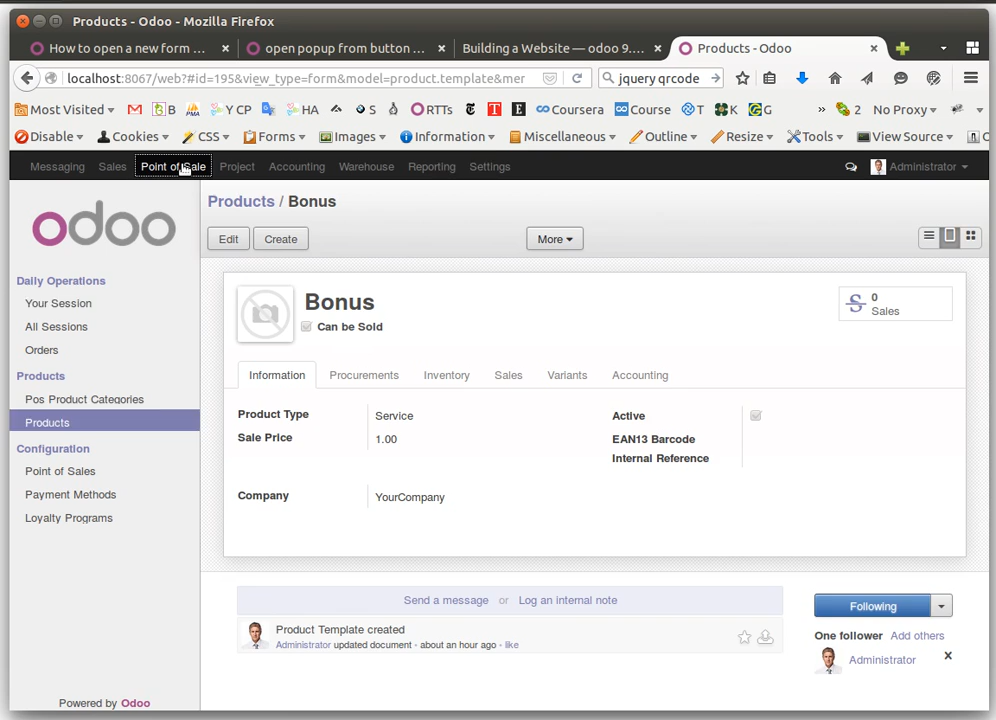 Products - Odoo - Mozilla Firefox
How to open a new form ... × open popup from button ... × Building a Website — odoo 9.... × Products - Odoo ×
localhost:8067/web?#id=195&view_type=form&model=product.template&mer jquery qrcode
Most Visited B Y CP HA S RTTs T E Coursera Course T K G » 2 No Proxy
Disable Cookies CSS Forms Images Information Miscellaneous Outline Resize Tools View Source
Messaging Sales Point of Sale Project Accounting Warehouse Reporting Settings Administrator
odoo
Products / Bonus
Edit Create More
Daily Operations
Your Session
All Sessions
Orders
Products
Pos Product Categories
Products
Configuration
Point of Sales
Payment Methods
Loyalty Programs
Powered by Odoo
Bonus
Can be Sold
0
Sales
Information Procurements Inventory Sales Variants Accounting
Product Type Service
Sale Price 1.00
Company YourCompany
Active
EAN13 Barcode
Internal Reference
Send a message or Log an internal note
Product Template created
Administrator updated document - about an hour ago - like
Following
One follower Add others
Administrator ×